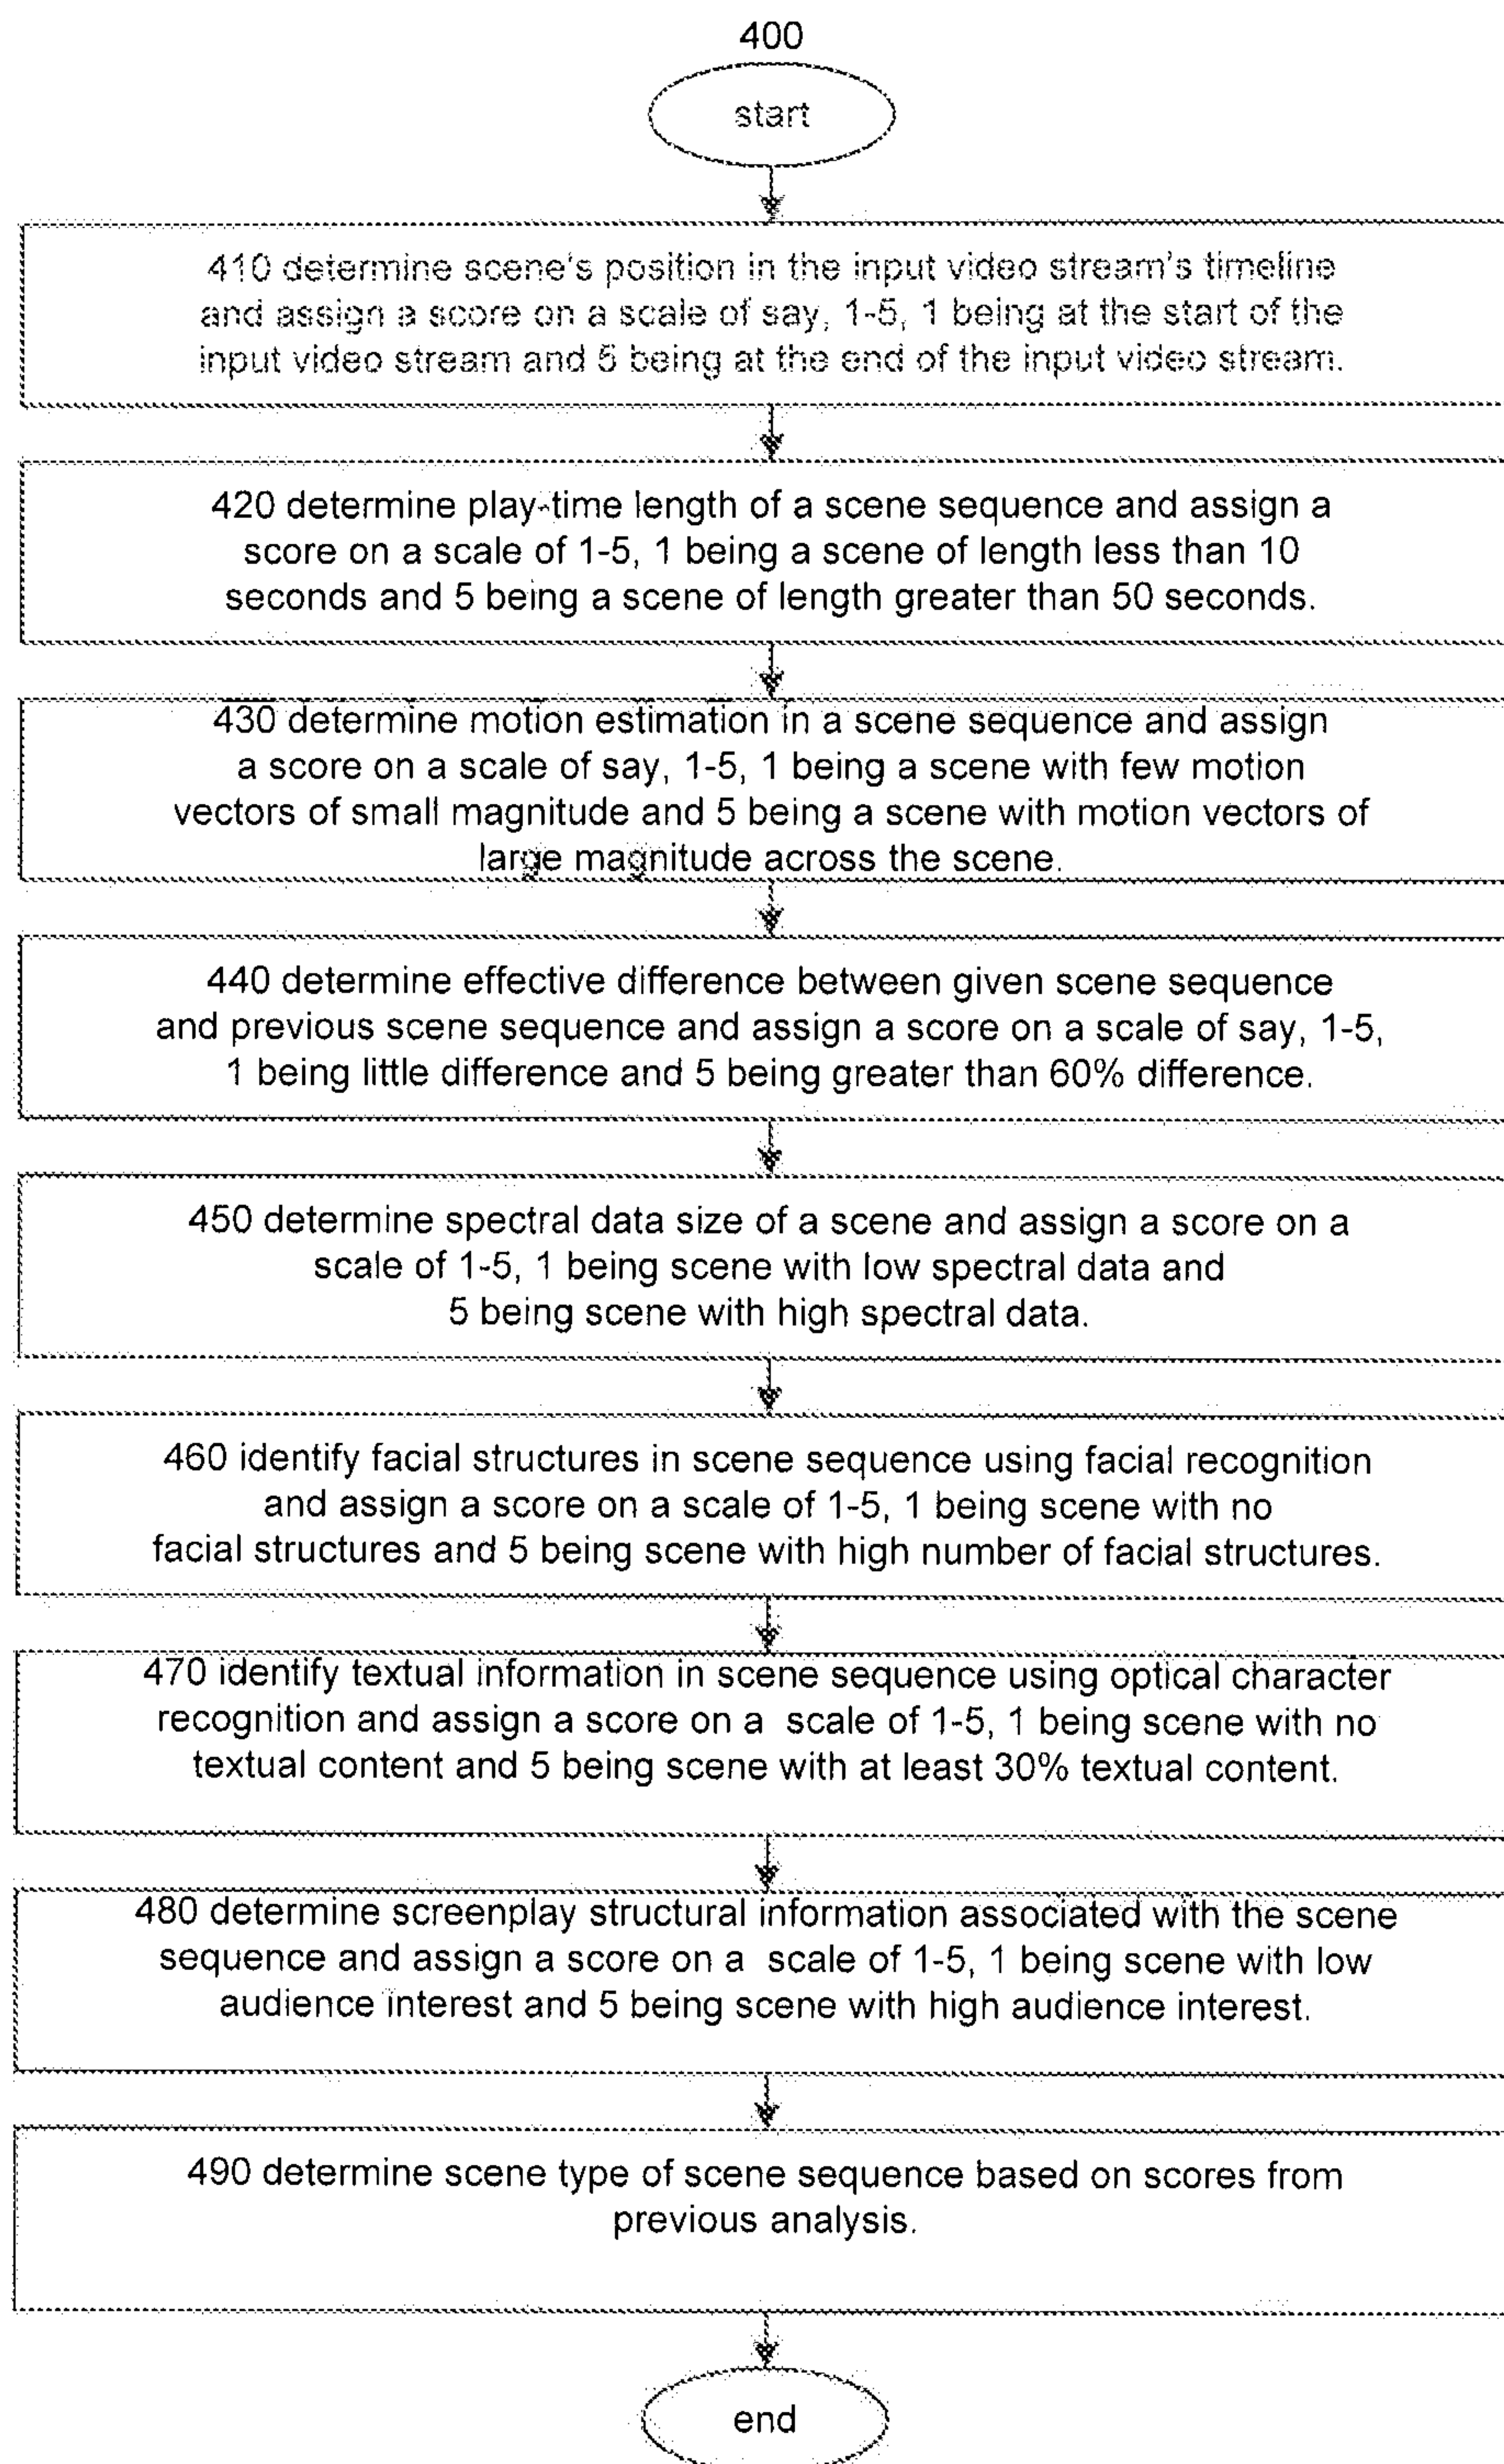 400
start
410 determine scene's position in the input video stream's timeline
and assign a score on a scale of say, 1-5, 1 being at the start of the
input video stream and 5 being at the end of the input video stream.
420 determine play-time length of a scene sequence and assign a
score on a scale of 1-5, 1 being a scene of length less than 10
seconds and 5 being a scene of length greater than 50 seconds.
430 determine motion estimation in a scene sequence and assign
a score on a scale of say, 1-5, 1 being a scene with few motion
vectors of small magnitude and 5 being a scene with motion vectors of
large magnitude across the scene.
440 determine effective difference between given scene sequence
and previous scene sequence and assign a score on a scale of say, 1-5,
1 being little difference and 5 being greater than 60% difference.
450 determine spectral data size of a scene and assign a score on a
scale of 1-5, 1 being scene with low spectral data and
5 being scene with high spectral data.
460 identify facial structures in scene sequence using facial recognition
and assign a score on a scale of 1-5, 1 being scene with no
facial structures and 5 being scene with high number of facial structures.
470 identify textual information in scene sequence using optical character
recognition and assign a score on a scale of 1-5, 1 being scene with no
textual content and 5 being scene with at least 30% textual content.
480 determine screenplay structural information associated with the scene
sequence and assign a score on a scale of 1-5, 1 being scene with low
audience interest and 5 being scene with high audience interest.
490 determine scene type of scene sequence based on scores from
previous analysis.
end